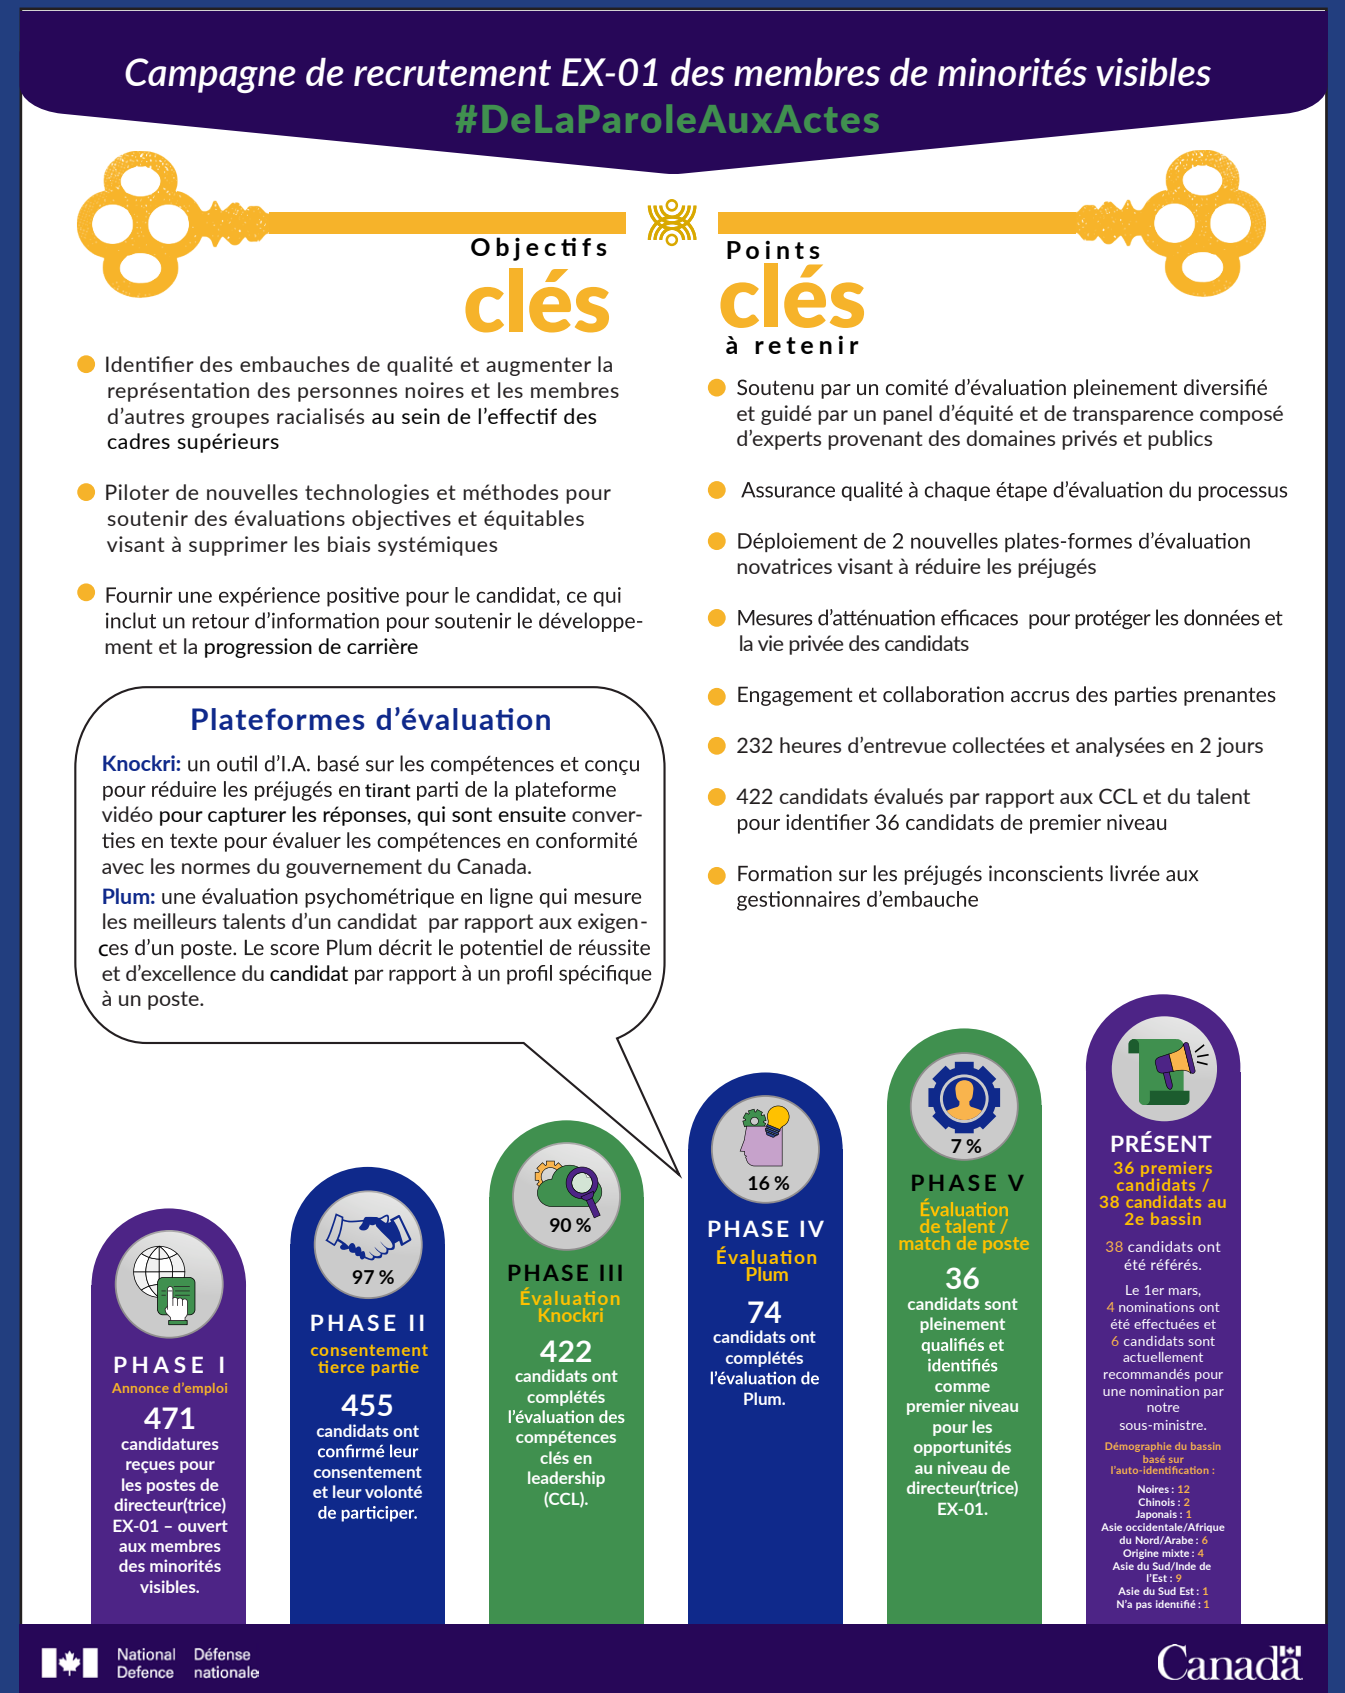 Campagne de recrutement EX-01 des membres de minorités visibles
#DeLaParoleAuxActes
Objectifs
clés
Identifier des embauches de qualité et augmenter la
représentation des personnes noires et les membres
d'autres groupes racialisés au sein de l'effectif des
cadres supérieurs
Piloter de nouvelles technologies et méthodes pour
soutenir des évaluations objectives et équitables
visant à supprimer les biais systémiques
Fournir une expérience positive pour le candidat, ce qui
inclut un retour d'information pour soutenir le développe-
ment et la progression de carrière
Points
clés
à retenir
Soutenu par un comité d'évaluation pleinement diversifié
et guidé par un panel d'équité et de transparence composé
d'experts provenant des domaines privés et publics
Assurance qualité à chaque étape d'évaluation du processus
Déploiement de 2 nouvelles plates-formes d'évaluation
novatrices visant à réduire les préjugés
Mesures d'atténuation efficaces pour protéger les données et
la vie privée des candidats
Engagement et collaboration accrus des parties prenantes
232 heures d'entrevue collectées et analysées en 2 jours
422 candidats évalués par rapport aux CCL et du talent
pour identifier 36 candidats de premier niveau
Formation sur les préjugés inconscients livrée aux
gestionnaires d'embauche
Plateformes d'évaluation
Knockri: un outil d'I.A. basé sur les compétences et conçu
pour réduire les préjugés en tirant parti de la plateforme
vidéo pour capturer les réponses, qui sont ensuite conver-
ties en texte pour évaluer les compétences en conformité
avec les normes du gouvernement du Canada.
Plum: une évaluation psychométrique en ligne qui mesure
les meilleurs talents d'un candidat par rapport aux exigen-
ces d'un poste. Le score Plum décrit le potentiel de réussite
et d'excellence du candidat par rapport à un profil spécifique
à un poste.
PHASE I
Annonce d'emploi
471
candidatures
reçues pour
les postes de
directeur(trice)
EX-01 – ouvert
aux membres
des minorités
visibles.
97 %
PHASE II
consentement
tierce partie
455
candidats ont
confirmé leur
consentement
et leur volonté
de participer.
90 %
PHASE III
Évaluation
Knockri
422
candidats ont
complétés
l'évaluation des
compétences
clés en
leadership
(CCL).
16 %
PHASE IV
Évaluation
Plum
74
candidats ont
complétés
l'évaluation de
Plum.
7 %
PHASE V
Évaluation
de talent /
match de poste
36
candidats sont
pleinement
qualifiés et
identifiés
comme
premier niveau
pour les
opportunités
au niveau de
directeur(trice)
EX-01.
PRÉSENT
36 premiers
candidats /
38 candidats au
2e bassin
38 candidats ont
été référés.
Le 1er mars,
4 nominations ont
été effectuées et
6 candidats sont
actuellement
recommandés pour
une nomination par
notre
sous-ministre.
Démographie du bassin
basé sur
l'auto-identification :
Noires : 12
Chinois : 2
Japonais : 1
Asie occidentale/Afrique
du Nord/Arabe : 6
Origine mixte : 4
Asie du Sud/Inde de
l'Est : 9
Asie du Sud Est : 1
N'a pas identifié : 1
National Défense
Defence nationale
Canada